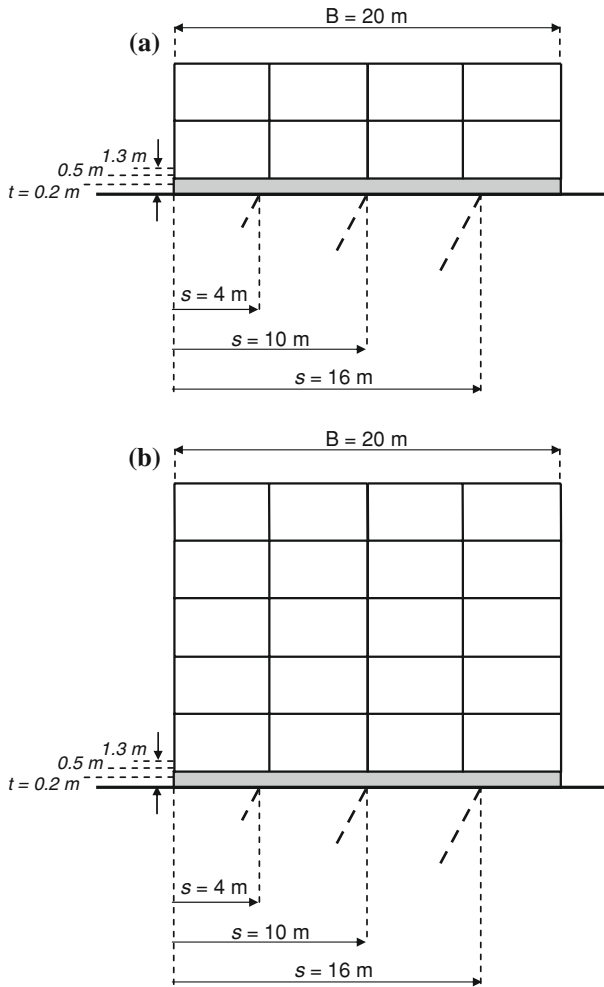 B = 20 m
(a)
1.3 m
0.5 m
t = 0.2 m
s = 4 m
s = 10 m
s = 16 m
B = 20 m
(b)
1.3 m
0.5 m
t = 0.2 m
s = 4 m
s = 10 m
s = 16 m